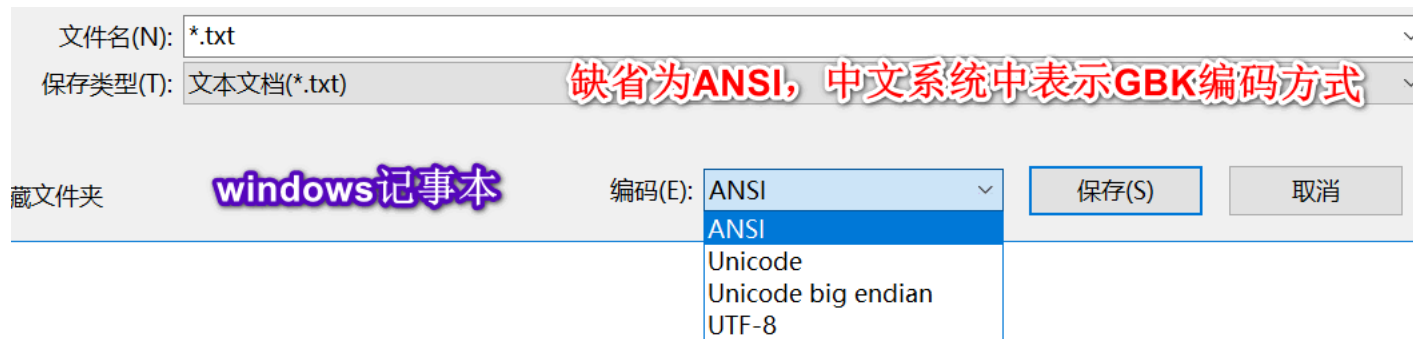 文件名(N): *.txt
保存类型(T): 文本文档(*.txt)
缺省为ANSI，中文系统中表示GBK编码方式
藏文件夹
windows记事本
编码(E): ANSI
保存(S)
取消
ANSI
Unicode
Unicode big endian
UTF-8